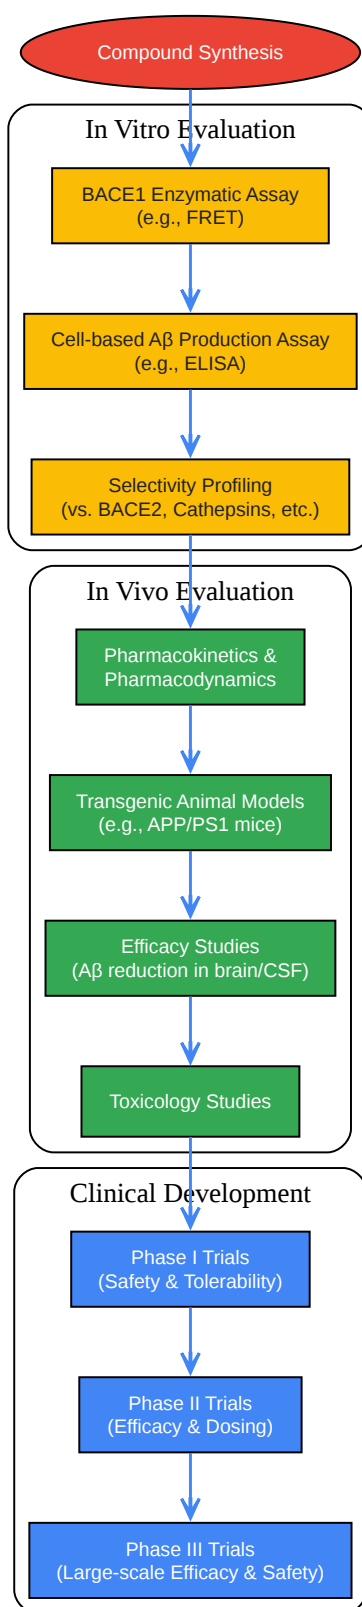 Compound Synthesis
In Vitro Evaluation
BACE1 Enzymatic Assay
(e.g., FRET)
Cell-based Aβ Production Assay
(e.g., ELISA)
Selectivity Profiling
(vs. BACE2, Cathepsins, etc.)
In Vivo Evaluation
Pharmacokinetics &
Pharmacodynamics
Transgenic Animal Models
(e.g., APP/PS1 mice)
Efficacy Studies
(Aβ reduction in brain/CSF)
Toxicology Studies
Clinical Development
Phase I Trials
(Safety & Tolerability)
Phase II Trials
(Efficacy & Dosing)
Phase III Trials
(Large-scale Efficacy & Safety)